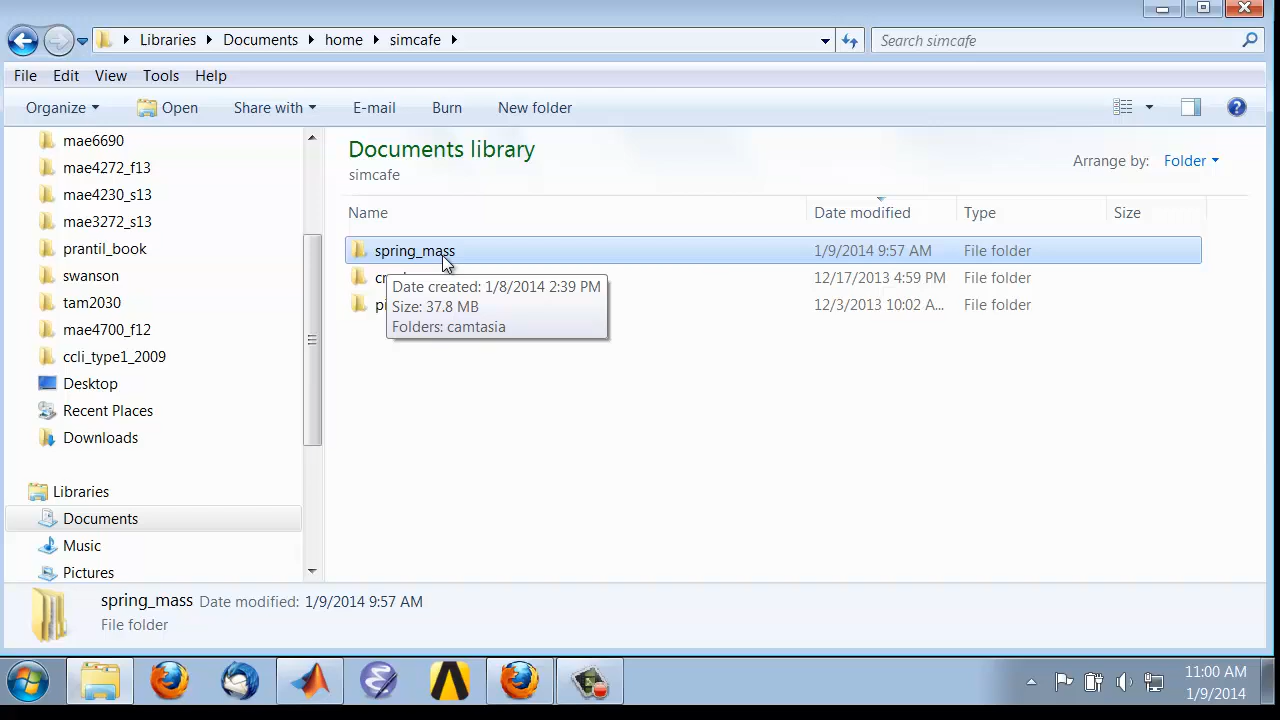 Libraries Documents home simcafe
Search simcafe
File Edit View Tools Help
Organize Open Share with E-mail Burn New folder
mae6690
mae4272_f13
mae4230_s13
mae3272_s13
prantil_book
swanson
tam2030
mae4700_f12
ccli_type1_2009
Desktop
Recent Places
Downloads
Libraries
Documents
Music
Pictures
Documents library
simcafe
Arrange by: Folder
Name Date modified Type Size
spring_mass 1/9/2014 9:57 AM File folder
12/17/2013 4:59 PM File folder
12/3/2013 10:02 A... File folder
Date created: 1/8/2014 2:39 PM
Size: 37.8 MB
Folders: camtasia
spring_mass Date modified: 1/9/2014 9:57 AM
File folder
11:00 AM
1/9/2014